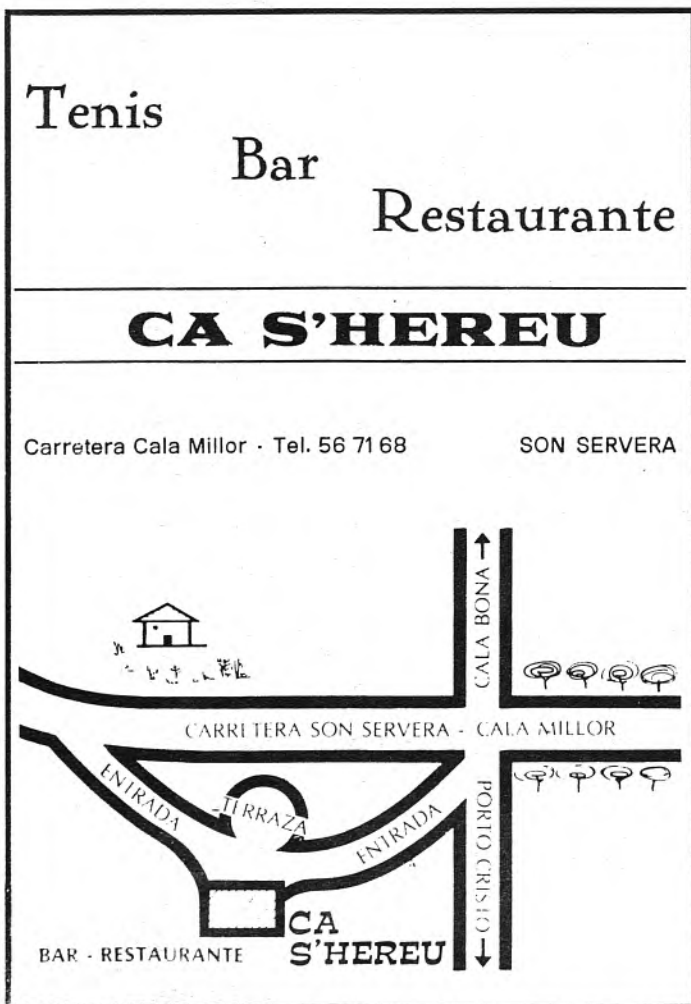 Tenis
Bar
Restaurante
CA S'HEREU
Carretera Cala Millor - Tel. 56 71 68 SON SERVERA
CALA BONA
CARRETERA SON SERVERA - CALA MILLOR
ENTRADA
TERRAZA
ENTRADA
PORTO CRISTO
CA
S'HEREU
BAR - RESTAURANTE